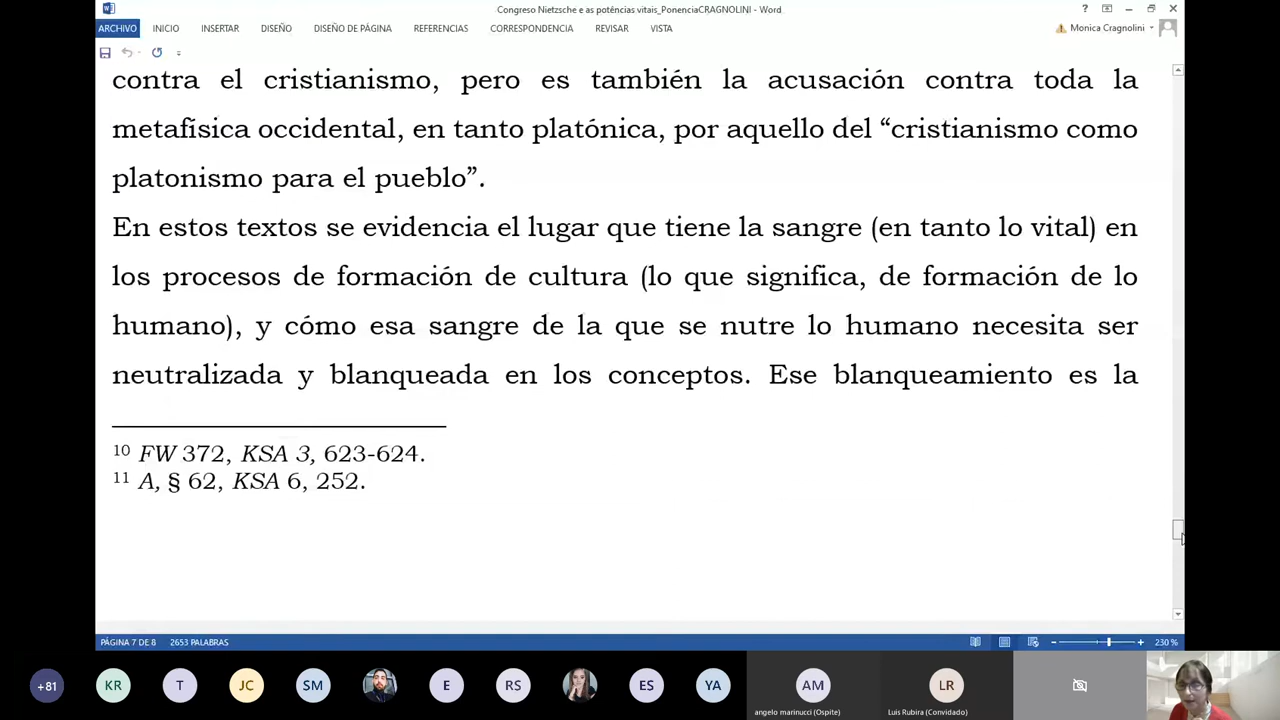 Congreso Nietzsche e as potências vitais_PonenciaCRAGNOLINI - Word
ARCHIVO INICIO INSERTAR DISEÑO DISEÑO DE PÁGINA REFERENCIAS CORRESPONDENCIA REVISAR VISTA Monica Cragnolini
contra el cristianismo, pero es también la acusación contra toda la
metafísica occidental, en tanto platónica, por aquello del “cristianismo como
platonismo para el pueblo”.
En estos textos se evidencia el lugar que tiene la sangre (en tanto lo vital) en
los procesos de formación de cultura (lo que significa, de formación de lo
humano), y cómo esa sangre de la que se nutre lo humano necesita ser
neutralizada y blanqueada en los conceptos. Ese blanqueamiento es la
10 FW 372, KSA 3, 623-624.
11 A, § 62, KSA 6, 252.
PÁGINA 7 DE 8 2653 PALABRAS 230 %
+81 KR T JC SM E RS ES YA AM LR
angelo marinucci (Ospite) Luis Rubira (Convidado)